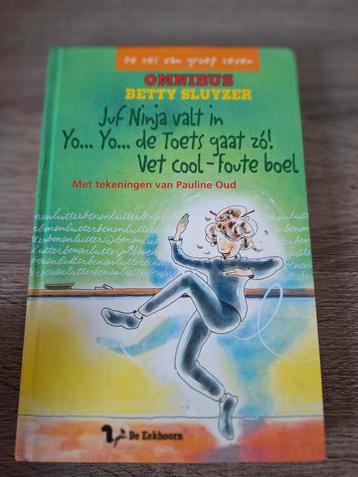 De zes van groep zeven
OMNIBUS
BETTY SLUYZER
Juf Ninja valt in
Yo... Yo... de Toets gaat zó!
Vet cool-foute boel
Met tekeningen van Pauline Oud
De Eekhoorn